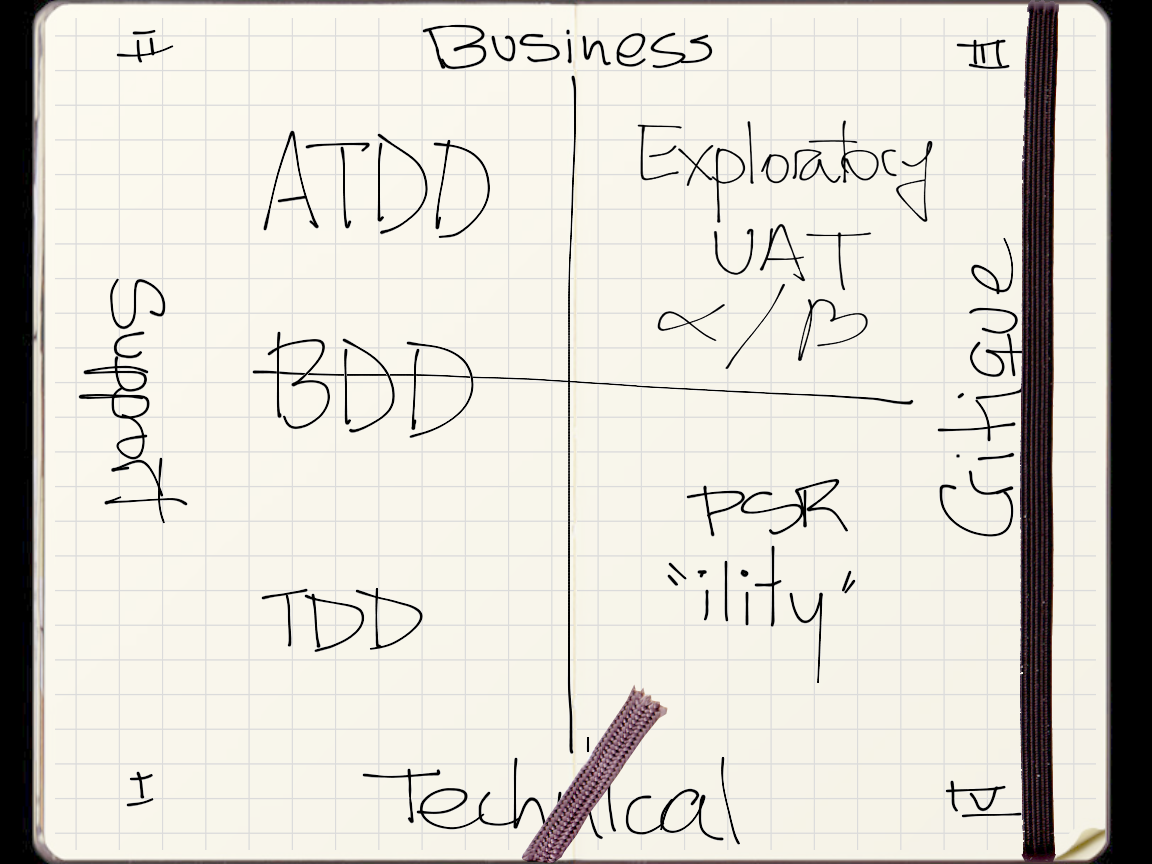 II
Business
III
ATDD
Exploratory
UAT
α/β
Support
Critique
BDD
PSR
"ility"
TDD
I
Technical
IV